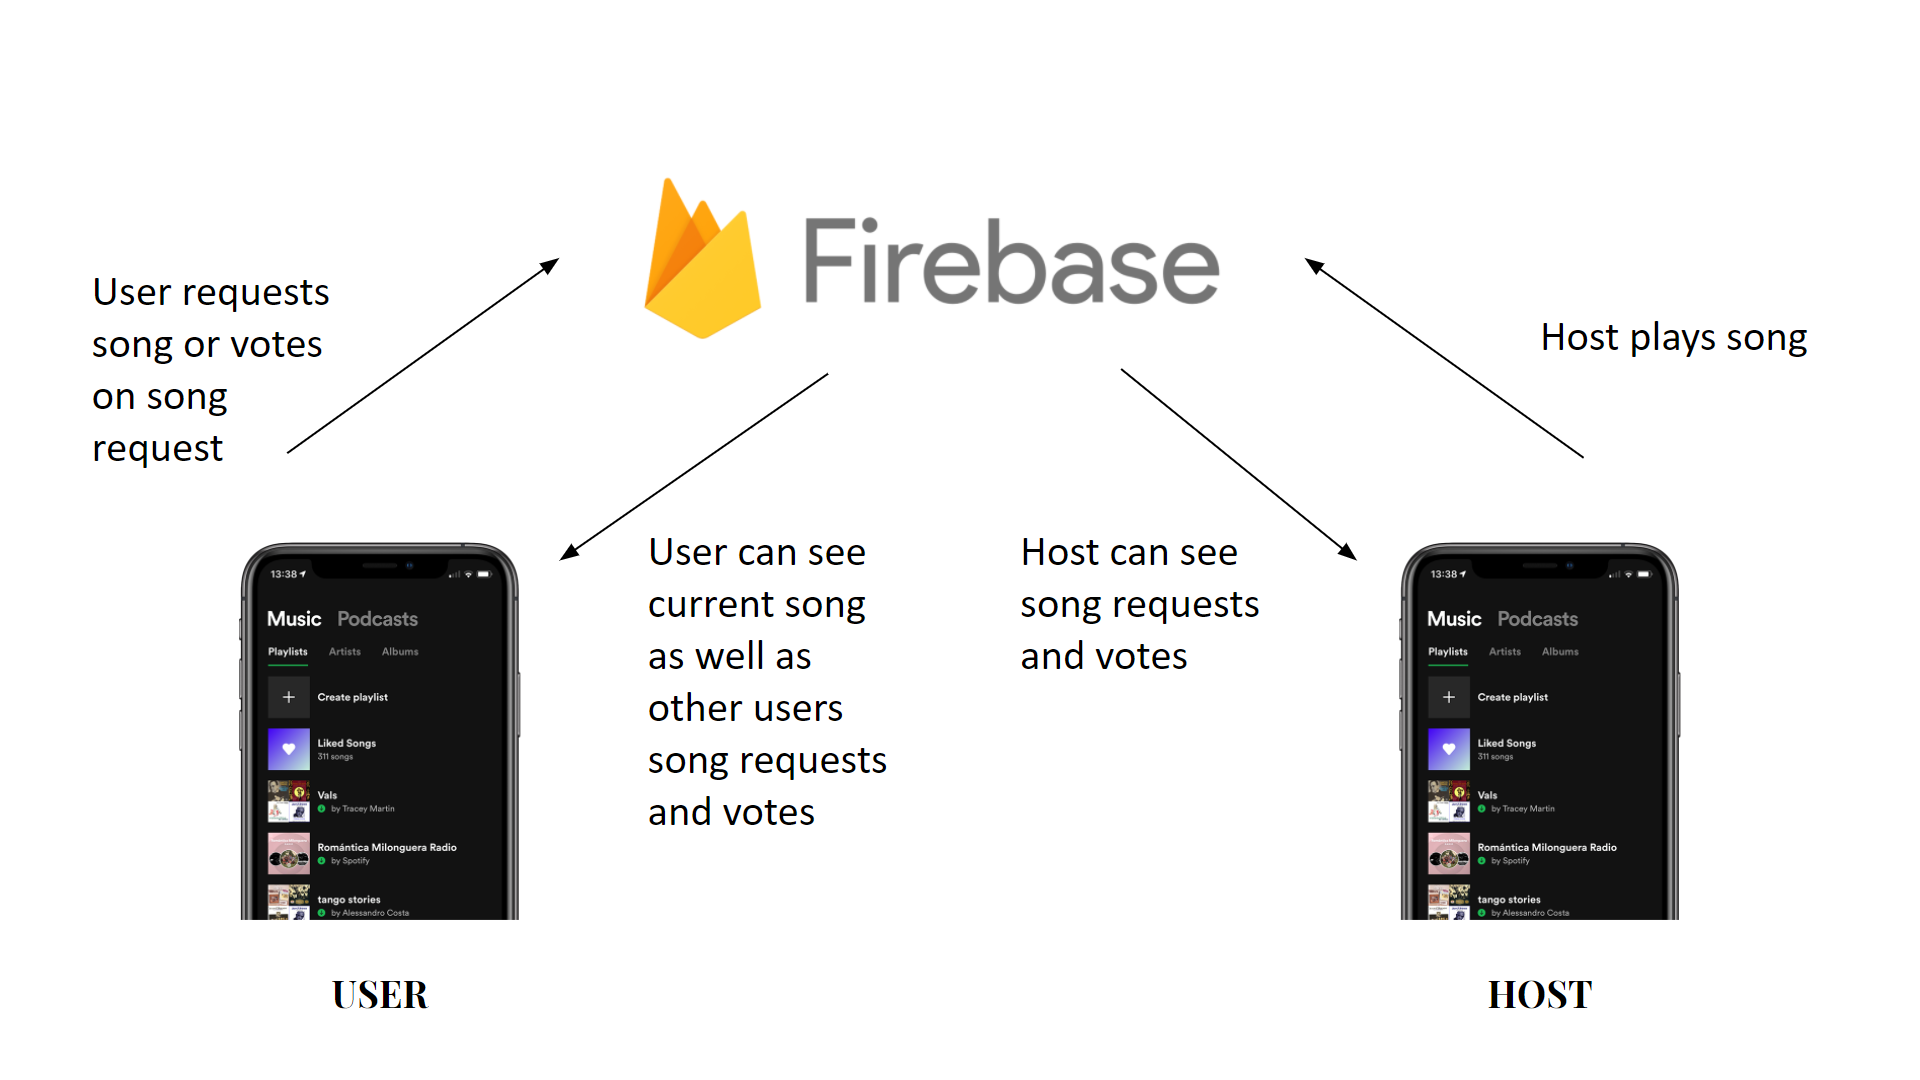 Firebase
User requests
song or votes
on song
request
Host plays song
User can see
current song
as well as
other users
song requests
and votes
Host can see
song requests
and votes
13:38
Music Podcasts
Playlists Artists Albums
Create playlist
Liked Songs
311 songs
Vals
by Tracey Martin
Romántica Milonguera Radio
by Spotify
tango stories
by Alessandro Costa
USER
13:38
Music Podcasts
Playlists Artists Albums
Create playlist
Liked Songs
311 songs
Vals
by Tracey Martin
Romántica Milonguera Radio
by Spotify
tango stories
by Alessandro Costa
HOST